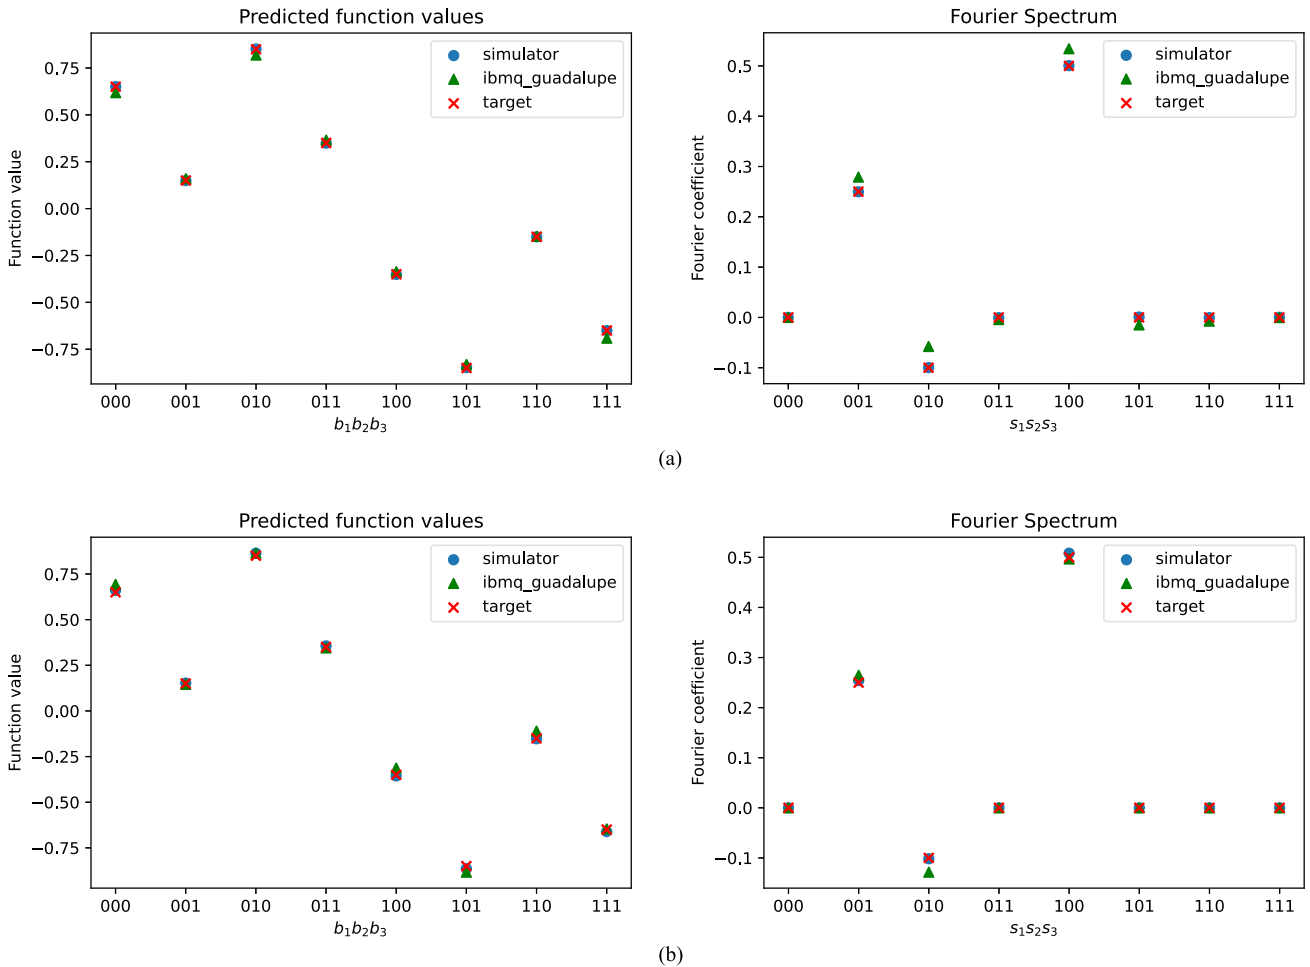 Predicted function values
simulator
ibmq_guadalupe
target
Function value
0.75
0.50
0.25
0.00
−0.25
−0.50
−0.75
000 001 010 011 100 101 110 111
b₁b₂b₃
Fourier Spectrum
simulator
ibmq_guadalupe
target
Fourier coefficient
0.5
0.4
0.3
0.2
0.1
0.0
−0.1
000 001 010 011 100 101 110 111
s₁s₂s₃
(a)
Predicted function values
simulator
ibmq_guadalupe
target
Function value
0.75
0.50
0.25
0.00
−0.25
−0.50
−0.75
000 001 010 011 100 101 110 111
b₁b₂b₃
Fourier Spectrum
simulator
ibmq_guadalupe
target
Fourier coefficient
0.5
0.4
0.3
0.2
0.1
0.0
−0.1
000 001 010 011 100 101 110 111
s₁s₂s₃
(b)